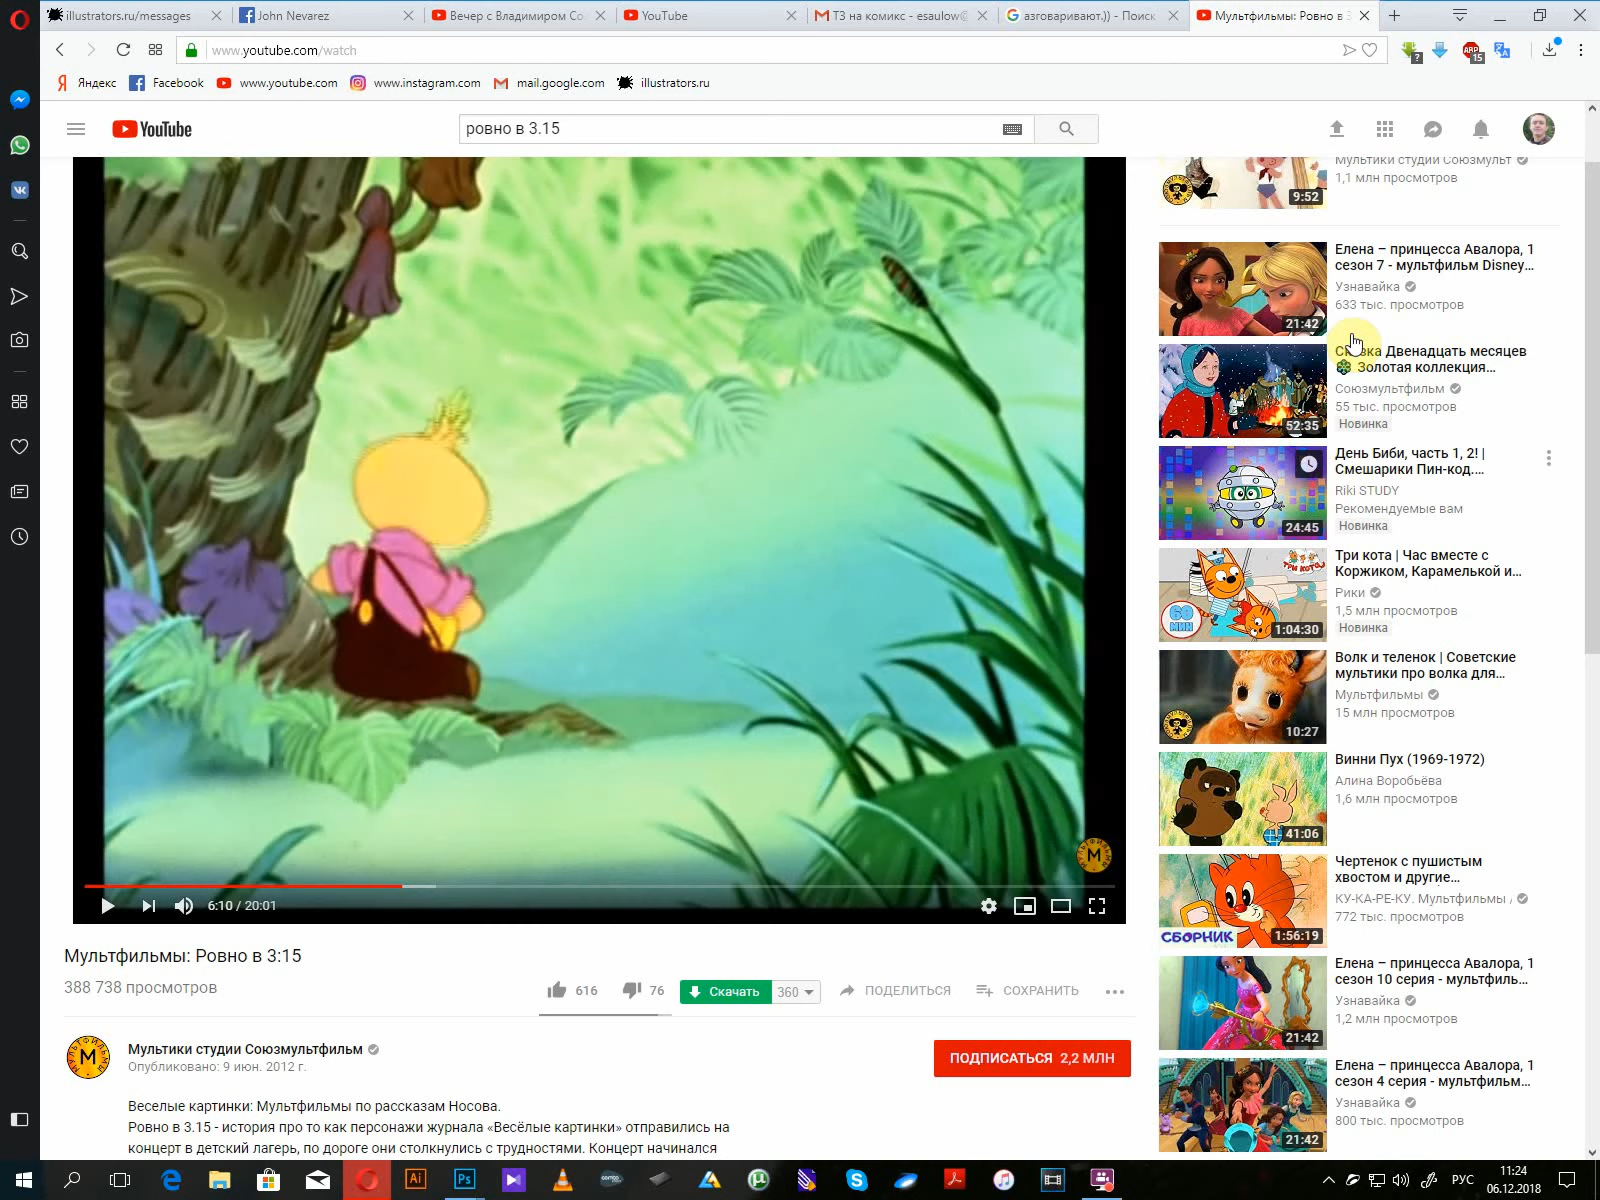 illustrators.ru/messages
John Nevarez
Вечер с Владимиром Со
YouTube
ТЗ на комикс - esaulow@
азговаривают.)) - Поиск
Мультфильмы: Ровно в 3
www.youtube.com/watch
Яндекс
Facebook
www.youtube.com
www.instagram.com
mail.google.com
illustrators.ru
YouTube
ровно в 3.15
Мультики студии Союзмульт
1,1 млн просмотров
9:52
Елена – принцесса Авалора, 1
сезон 7 - мультфильм Disney...
Узнавайка
633 тыс. просмотров
21:42
Двенадцать месяцев
Золотая коллекция...
Союзмультфильм
55 тыс. просмотров
Новинка
52:35
День Биби, часть 1, 2! |
Смешарики Пин-код....
Riki STUDY
Рекомендуемые вам
Новинка
24:45
Три кота | Час вместе с
Коржиком, Карамелькой и...
Рики
1,5 млн просмотров
Новинка
ТРИ КОТА
60
МИН
1:04:30
Волк и теленок | Советские
мультики про волка для...
Мультфильмы
15 млн просмотров
10:27
Винни Пух (1969-1972)
Алина Воробьёва
1,6 млн просмотров
41:06
Чертенок с пушистым
хвостом и другие...
КУ-КА-РЕ-КУ. Мультфильмы
772 тыс. просмотров
СБОРНИК
1:56:19
Елена – принцесса Авалора, 1
сезон 10 серия - мультфиль...
Узнавайка
1,2 млн просмотров
21:42
Елена – принцесса Авалора, 1
сезон 4 серия - мультфильм...
Узнавайка
800 тыс. просмотров
21:42
М
6:10 / 20:01
Мультфильмы: Ровно в 3:15
388 738 просмотров
616
76
Скачать
360
ПОДЕЛИТЬСЯ
СОХРАНИТЬ
М
Мультики студии Союзмультфильм
Опубликовано: 9 июн. 2012 г.
ПОДПИСАТЬСЯ 2,2 МЛН
Веселые картинки: Мультфильмы по рассказам Носова.
Ровно в 3.15 - история про то как персонажи журнала «Весёлые картинки» отправились на
концерт в детский лагерь, по дороге они столкнулись с трудностями. Концерт начинался
Ai
Ps
РУС
11:24
06.12.2018